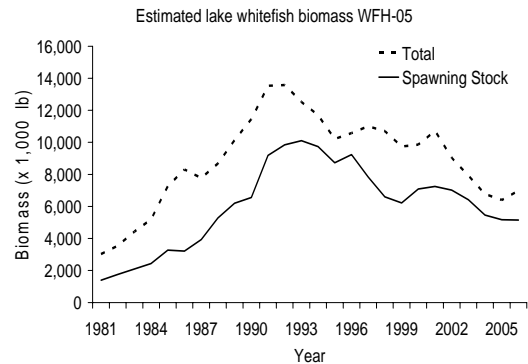 Estimated lake whitefish biomass WFH-05
Biomass (x 1,000 lb)
16,000
14,000
12,000
10,000
8,000
6,000
4,000
2,000
0
Total
Spawning Stock
1981 1984 1987 1990 1993 1996 1999 2002 2005
Year